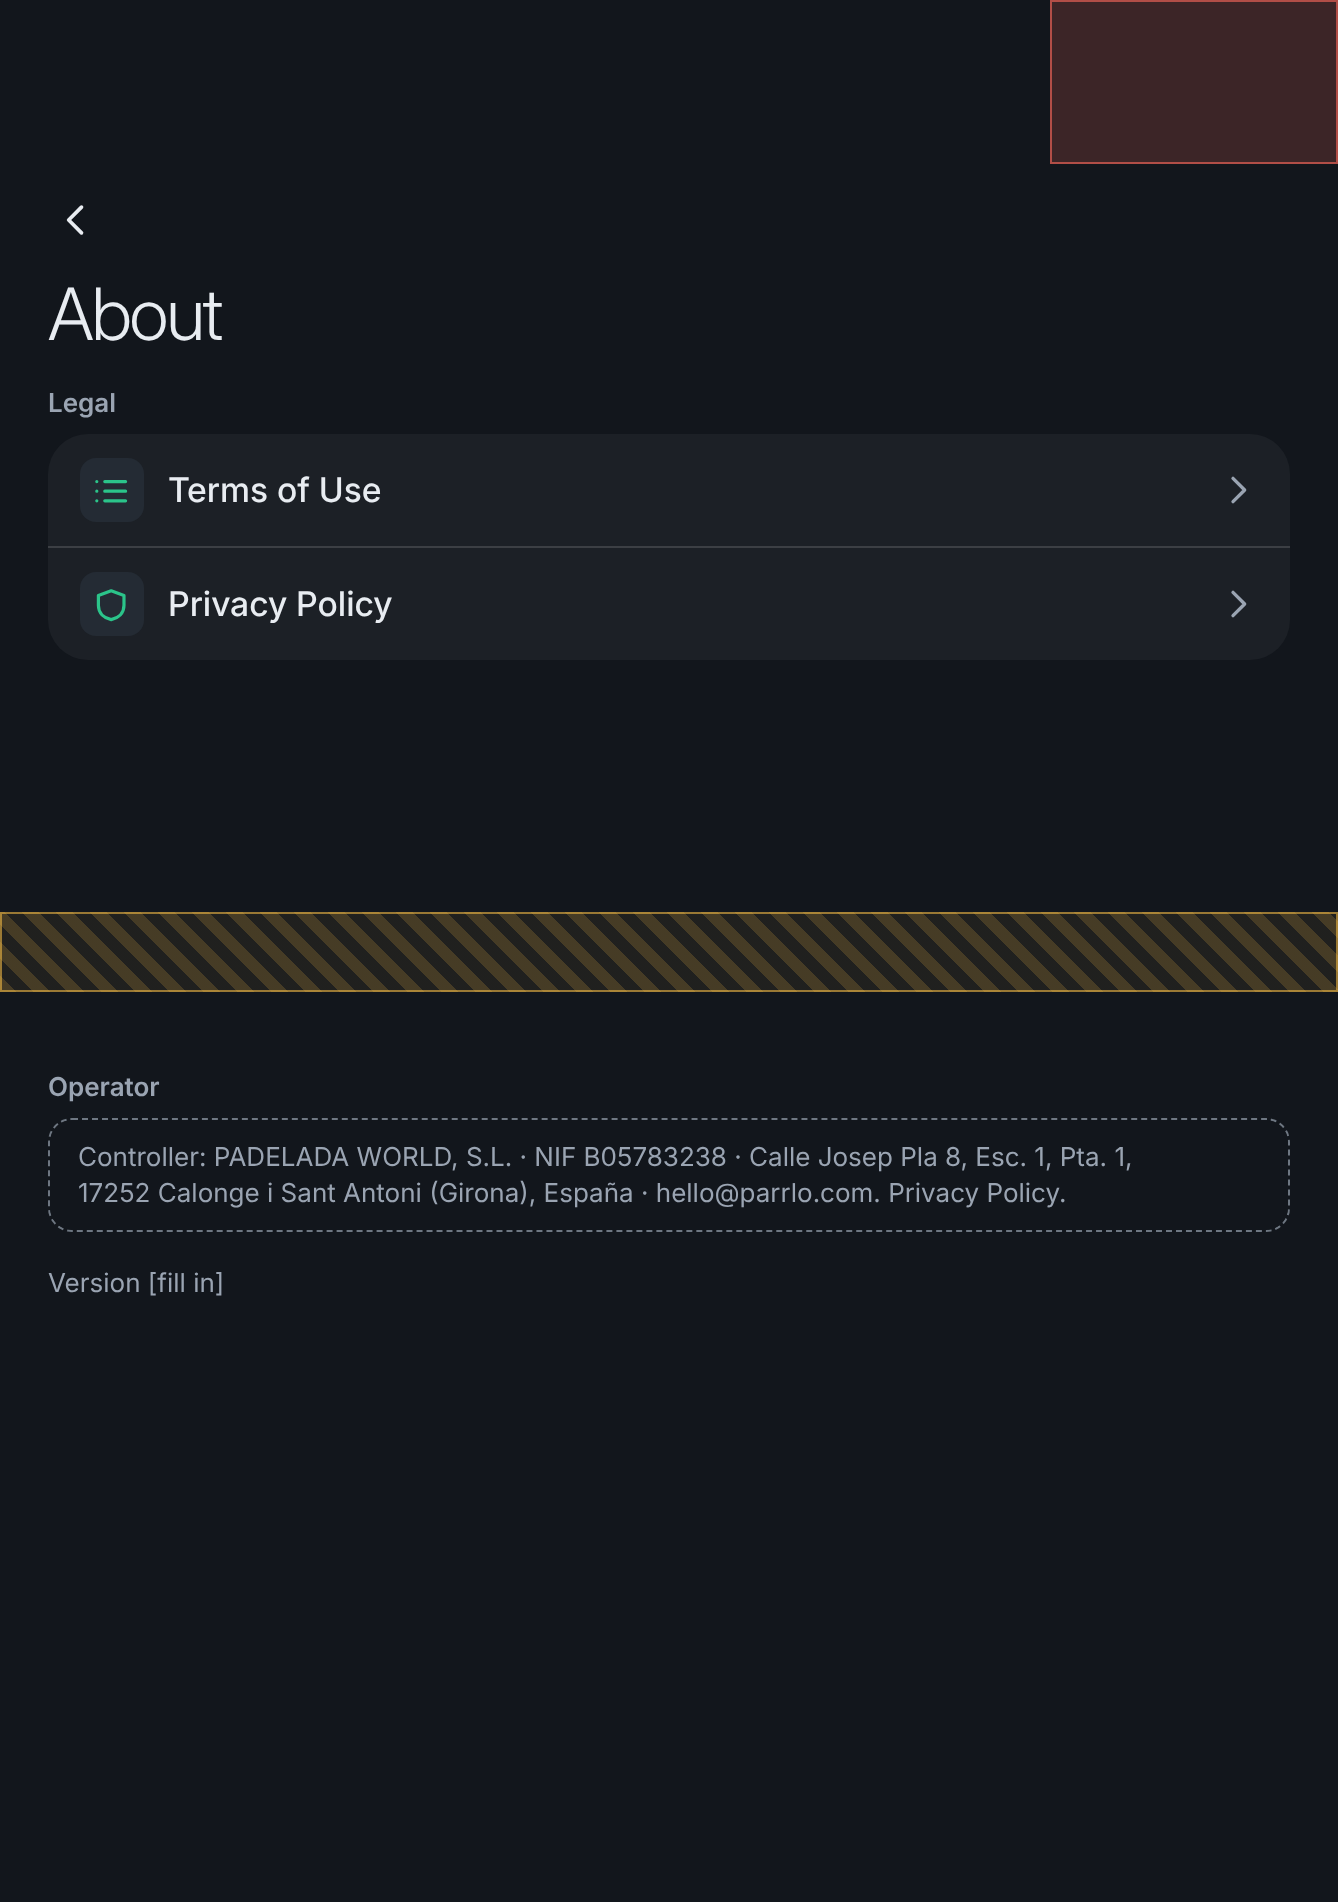 About
Legal
Terms of Use
Privacy Policy
Operator
Controller: PADELADA WORLD, S.L. · NIF B05783238 · Calle Josep Pla 8, Esc. 1, Pta. 1,
17252 Calonge i Sant Antoni (Girona), España · hello@parrlo.com. Privacy Policy.
Version [fill in]